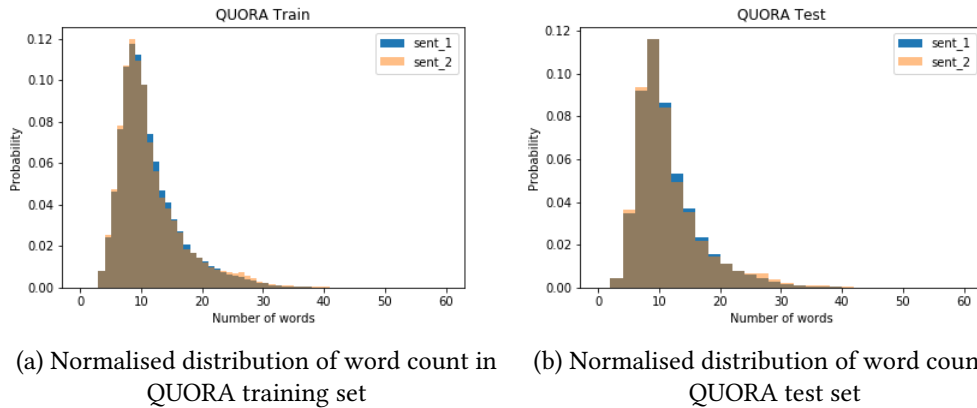 QUORA Train
0.12
0.10
0.08
0.06
0.04
0.02
0.00
Probability
0 10 20 30 40 50 60
Number of words
sent_1
sent_2
QUORA Test
0.12
0.10
0.08
0.06
0.04
0.02
0.00
Probability
0 10 20 30 40 50 60
Number of words
sent_1
sent_2
(a) Normalised distribution of word count in
QUORA training set
(b) Normalised distribution of word coun
QUORA test set